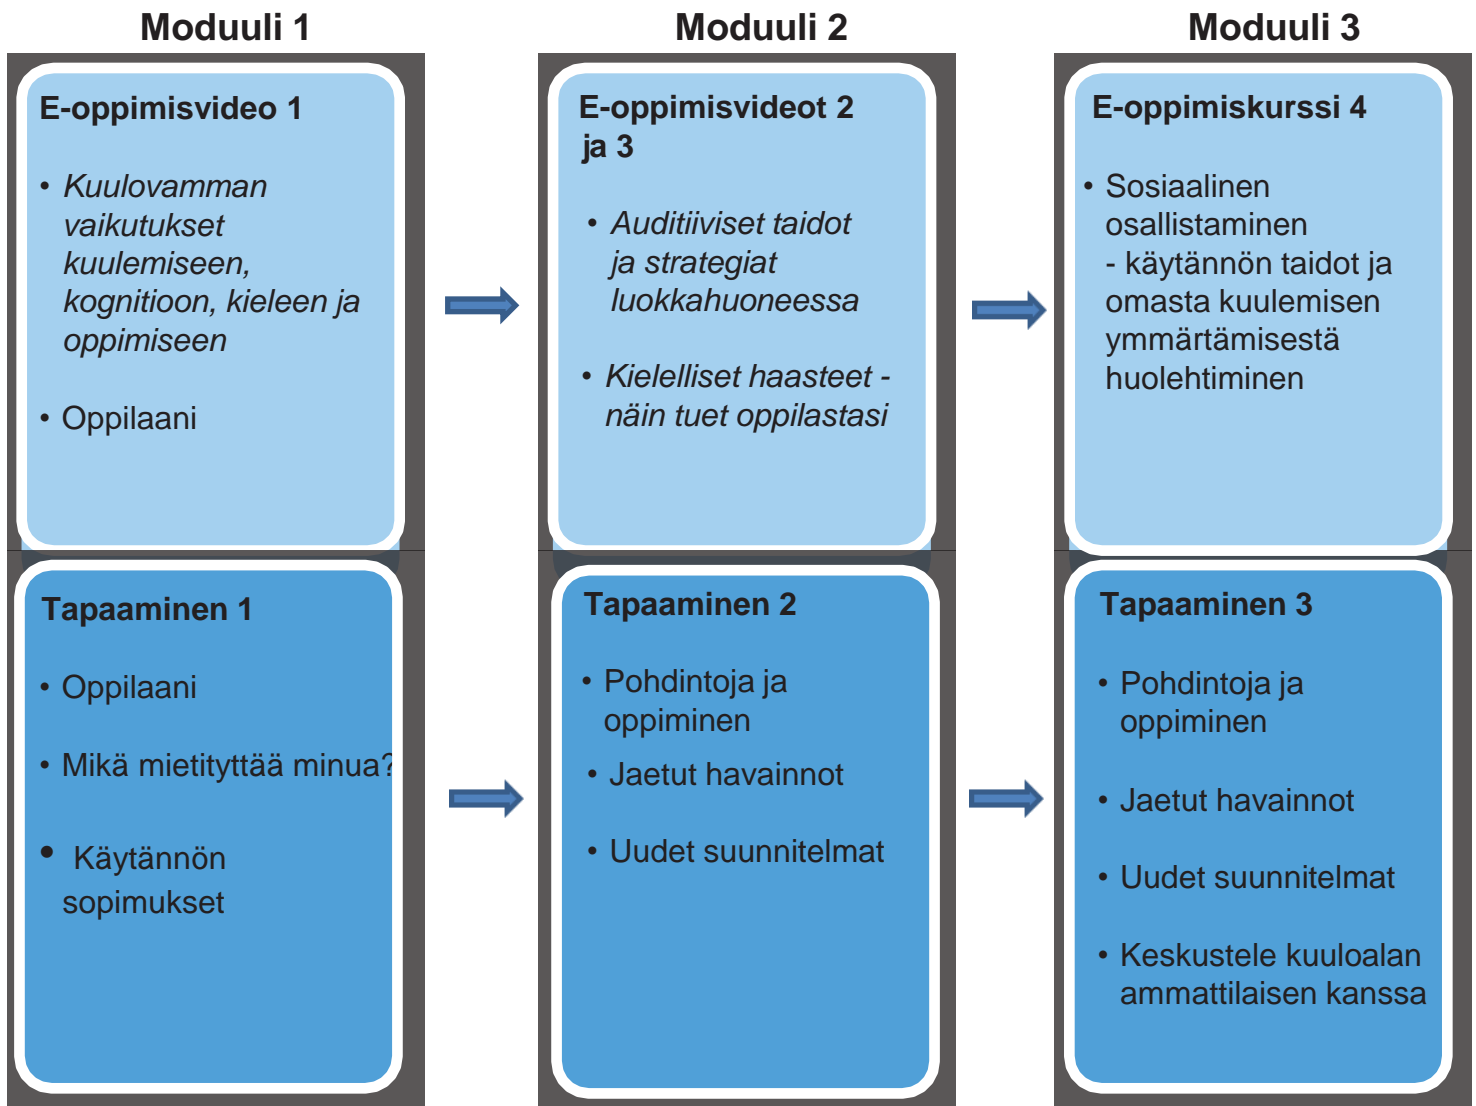 Moduuli 1
E-oppimisvideo 1
• Kuulovamman
vaikutukset
kuulemiseen,
kognitioon, kieleen ja
oppimiseen
• Oppilaani
Tapaaminen 1
• Oppilaani
• Mikä mietityttää minua?
• Käytännön
sopimukset
Moduuli 2
E-oppimisvideot 2
ja 3
• Auditiiviset taidot
ja strategiat
luokkahuoneessa
• Kielelliset haasteet -
näin tuet oppilastasi
Tapaaminen 2
• Pohdintoja ja
oppiminen
• Jaetut havainnot
• Uudet suunnitelmat
Moduuli 3
E-oppimiskurssi 4
• Sosiaalinen
osallistaminen
- käytännön taidot ja
omasta kuulemisen
ymmärtämisestä
huolehtiminen
Tapaaminen 3
• Pohdintoja ja
oppiminen
• Jaetut havainnot
• Uudet suunnitelmat
• Keskustele kuuloalan
ammattilaisen kanssa